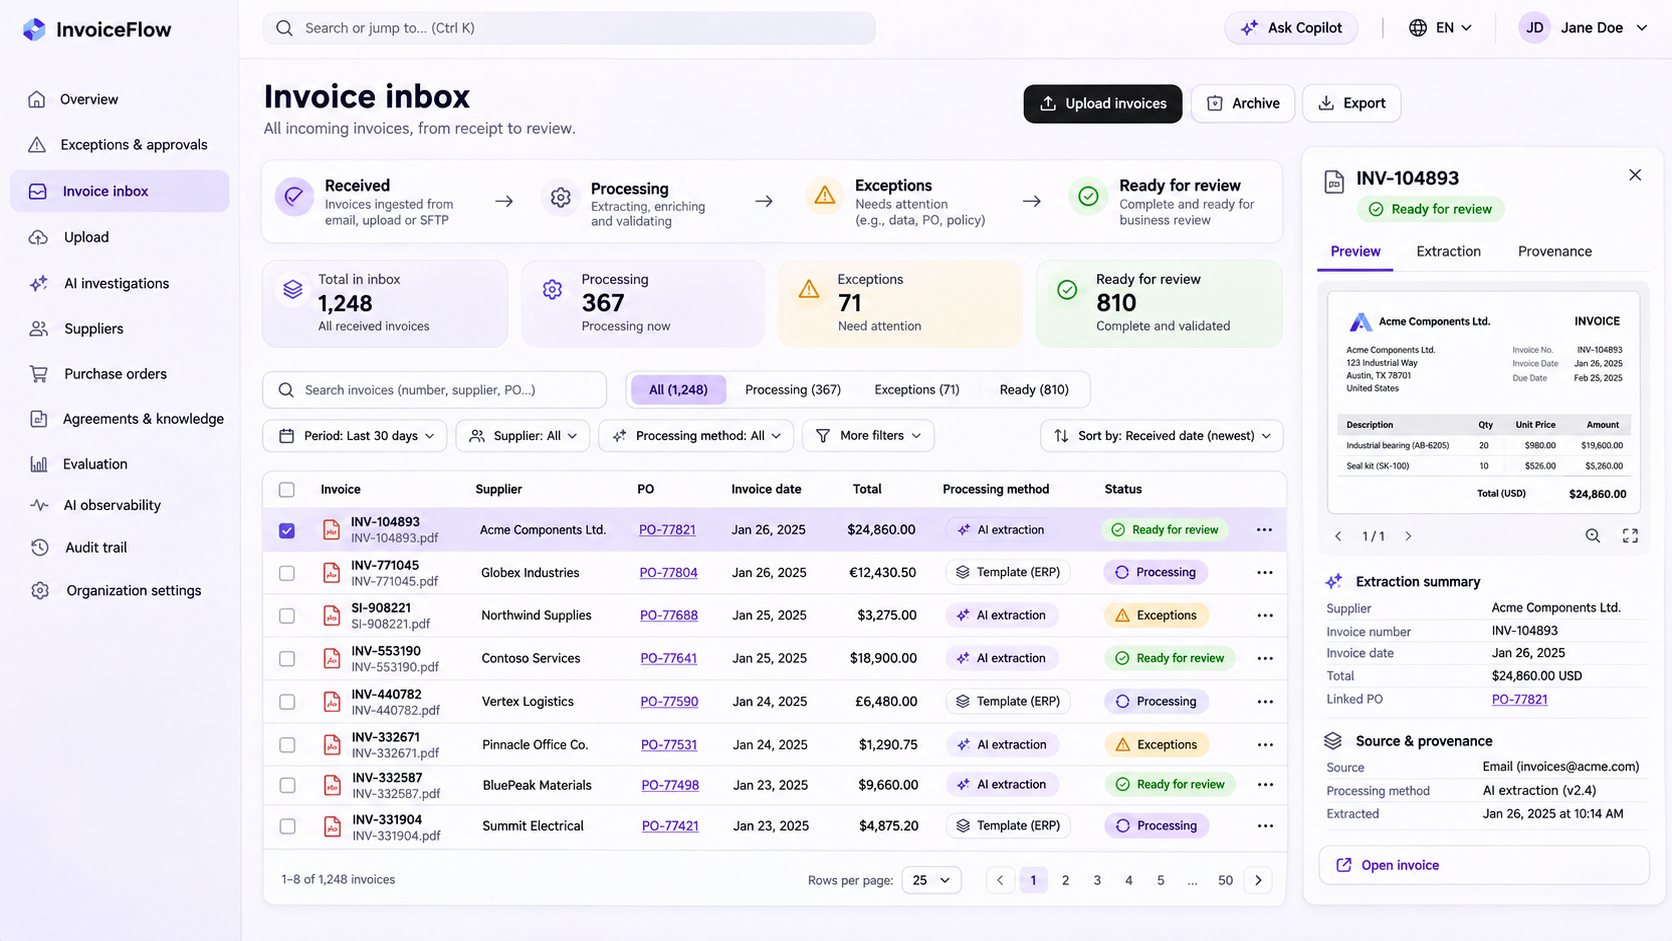 InvoiceFlow
Search or jump to... (Ctrl K)
Ask Copilot
EN
JD
Jane Doe
Overview
Exceptions & approvals
Invoice inbox
Upload
AI investigations
Suppliers
Purchase orders
Agreements & knowledge
Evaluation
AI observability
Audit trail
Organization settings
Invoice inbox
All incoming invoices, from receipt to review.
Upload invoices
Archive
Export
Received
Invoices ingested from
email, upload or SFTP
Processing
Extracting, enriching
and validating
Exceptions
Needs attention
(e.g., data, PO, policy)
Ready for review
Complete and ready for
business review
Total in inbox
1,248
All received invoices
Processing
367
Processing now
Exceptions
71
Need attention
Ready for review
810
Complete and validated
Search invoices (number, supplier, PO...)
All (1,248)
Processing (367)
Exceptions (71)
Ready (810)
Period: Last 30 days
Supplier: All
Processing method: All
More filters
Sort by: Received date (newest)
Invoice Supplier PO Invoice date Total Processing method Status
INV-104893
INV-104893.pdf
Acme Components Ltd. PO-77821 Jan 26, 2025 $24,860.00 AI extraction Ready for review
INV-771045
INV-771045.pdf
Globex Industries PO-77804 Jan 26, 2025 €12,430.50 Template (ERP) Processing
SI-908221
SI-908221.pdf
Northwind Supplies PO-77688 Jan 25, 2025 $3,275.00 AI extraction Exceptions
INV-553190
INV-553190.pdf
Contoso Services PO-77641 Jan 25, 2025 $18,900.00 AI extraction Ready for review
INV-440782
INV-440782.pdf
Vertex Logistics PO-77590 Jan 24, 2025 £6,480.00 Template (ERP) Processing
INV-332671
INV-332671.pdf
Pinnacle Office Co. PO-77531 Jan 24, 2025 $1,290.75 AI extraction Exceptions
INV-332587
INV-332587.pdf
BluePeak Materials PO-77498 Jan 23, 2025 $9,660.00 AI extraction Ready for review
INV-331904
INV-331904.pdf
Summit Electrical PO-77421 Jan 23, 2025 $4,875.20 Template (ERP) Processing
1–8 of 1,248 invoices
Rows per page: 25
1 2 3 4 5 ... 50
INV-104893
Ready for review
Preview
Extraction
Provenance
Acme Components Ltd.
INVOICE
Acme Components Ltd.
123 Industrial Way
Austin, TX 78701
United States
Invoice No. INV-104893
Invoice Date Jan 26, 2025
Due Date Feb 25, 2025
Description Qty Unit Price Amount
Industrial bearing (AB-6205) 20 $980.00 $19,600.00
Seal kit (SK-100) 10 $526.00 $5,260.00
Total (USD) $24,860.00
1 / 1
Extraction summary
Supplier Acme Components Ltd.
Invoice number INV-104893
Invoice date Jan 26, 2025
Total $24,860.00 USD
Linked PO PO-77821
Source & provenance
Source Email (invoices@acme.com)
Processing method AI extraction (v2.4)
Extracted Jan 26, 2025 at 10:14 AM
Open invoice